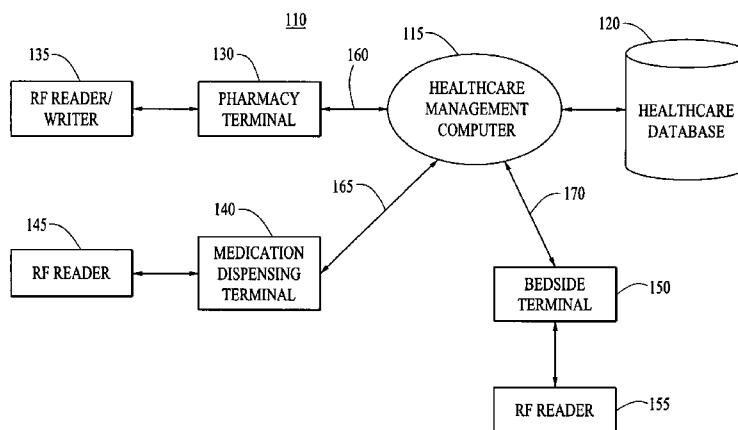 110
135
130
160
115
120
RF READER/
WRITER
PHARMACY
TERMINAL
HEALTHCARE
MANAGEMENT
COMPUTER
HEALTHCARE
DATABASE
165
170
145
140
RF READER
MEDICATION
DISPENSING
TERMINAL
BEDSIDE
TERMINAL
150
RF READER
155